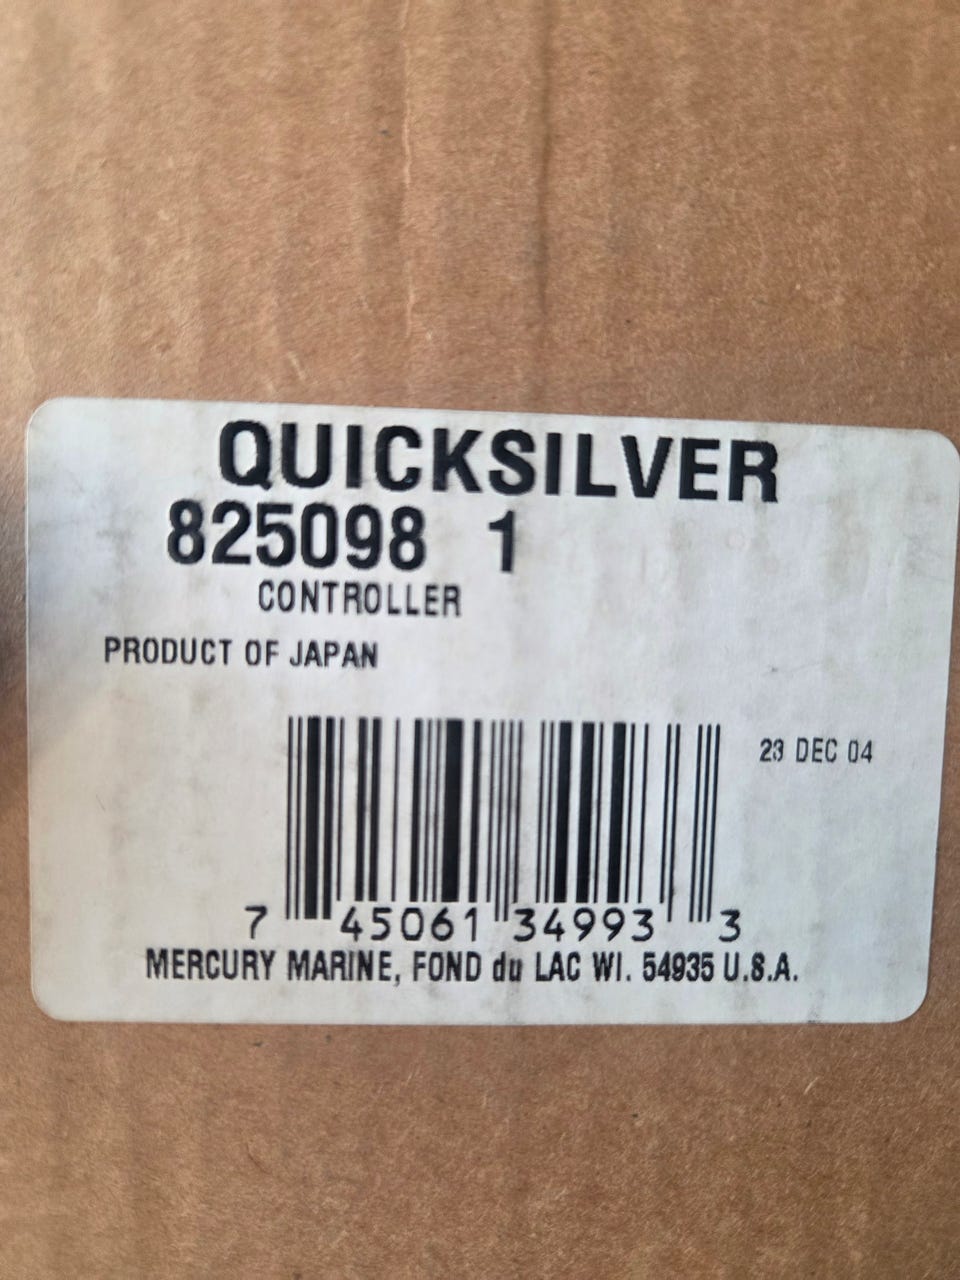 QUICKSILVER
825098 1
CONTROLLER
PRODUCT OF JAPAN
23 DEC 04
7 45061 34993 3
MERCURY MARINE, FOND du LAC WI. 54935 U.S.A.